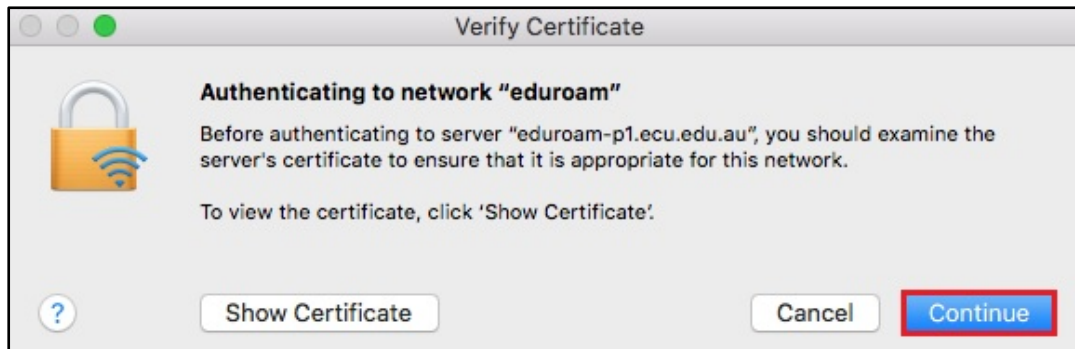 Verify Certificate
Authenticating to network “eduroam”
Before authenticating to server “eduroam-p1.ecu.edu.au”, you should examine the
server's certificate to ensure that it is appropriate for this network.
To view the certificate, click ‘Show Certificate’.
?
Show Certificate
Cancel
Continue